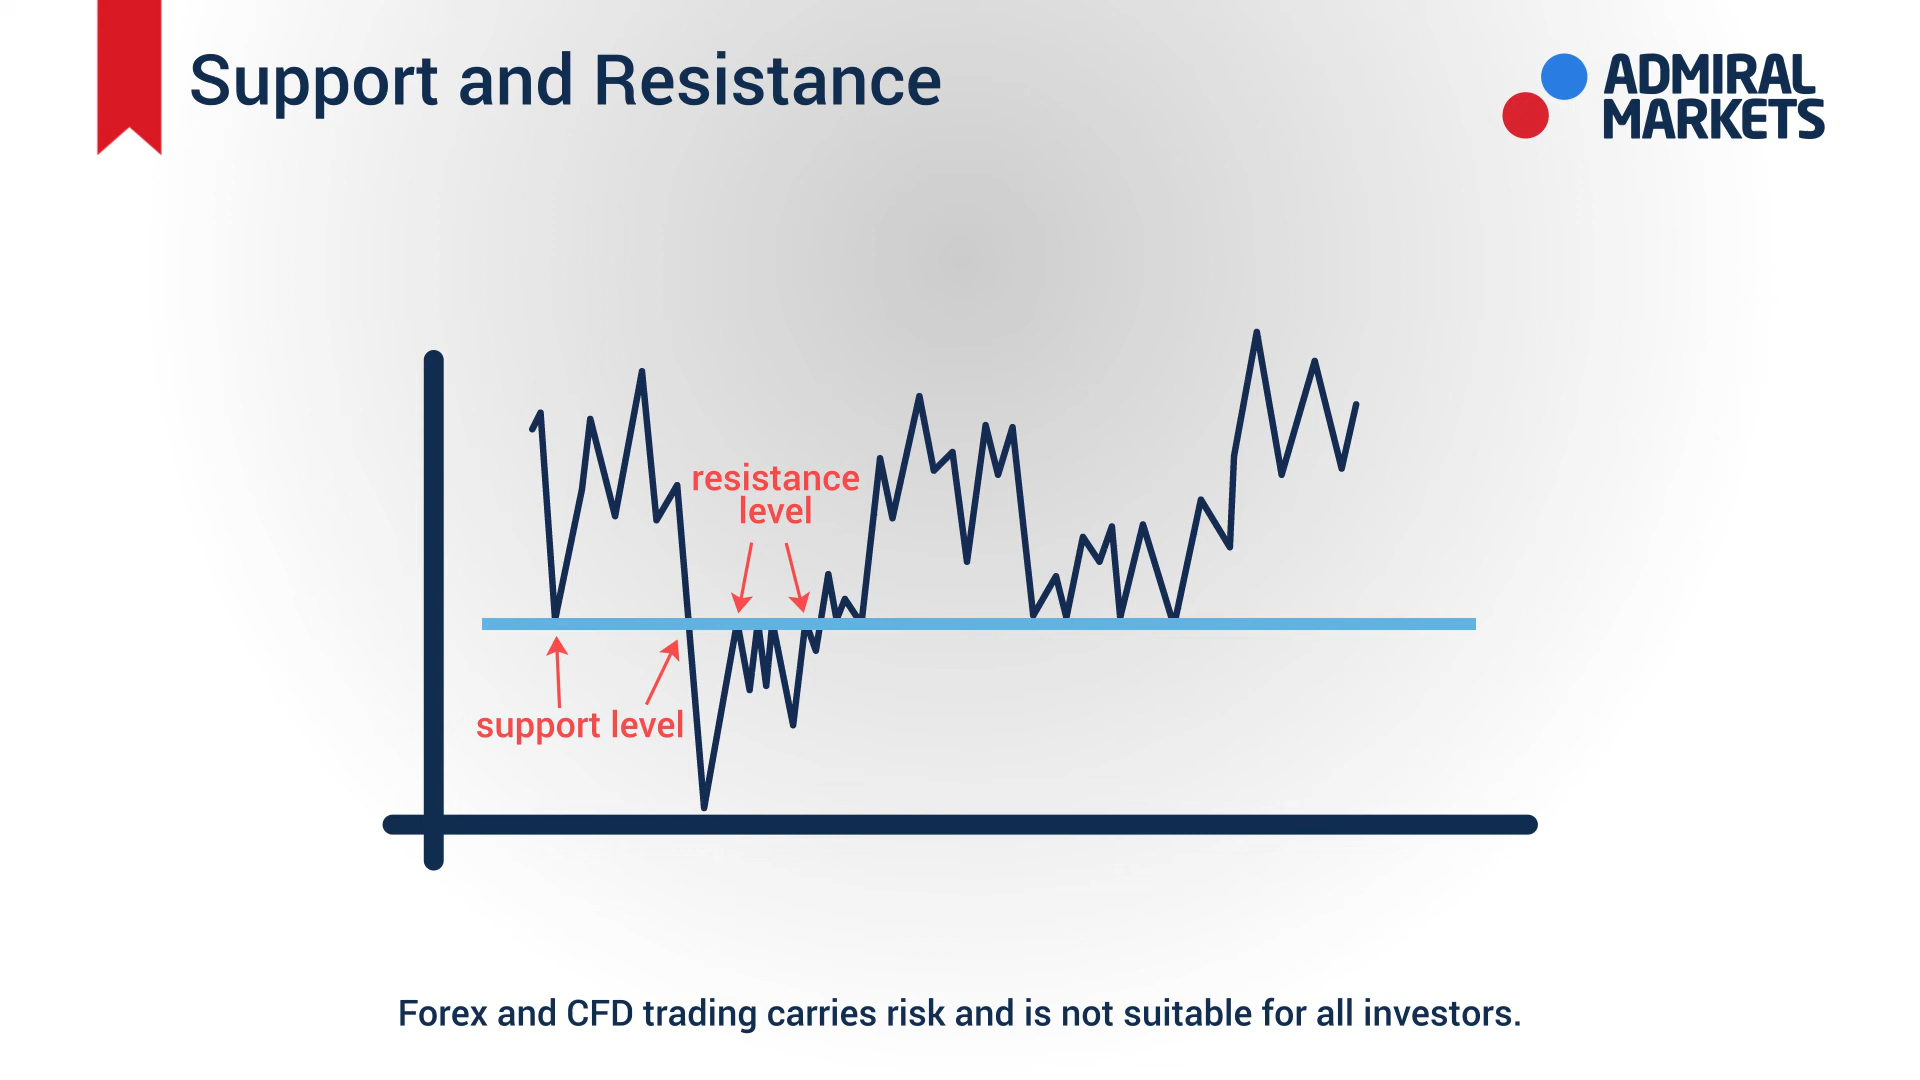 Support and Resistance
ADMIRAL
MARKETS
resistance
level
support level
Forex and CFD trading carries risk and is not suitable for all investors.